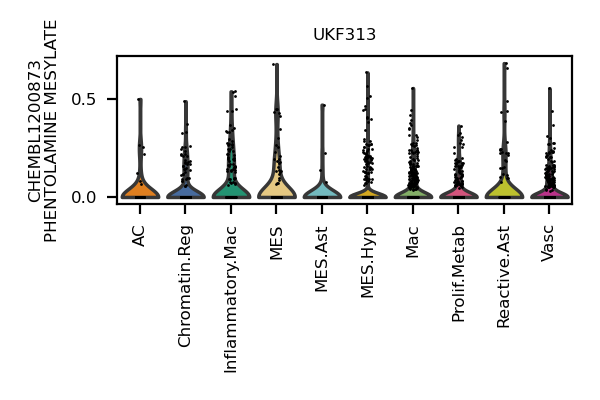 UKF313
CHEMBL1200873
PHENTOLAMINE MESYLATE
0.5
0.0
AC
Chromatin.Reg
Inflammatory.Mac
MES
MES.Ast
MES.Hyp
Mac
Prolif.Metab
Reactive.Ast
Vasc